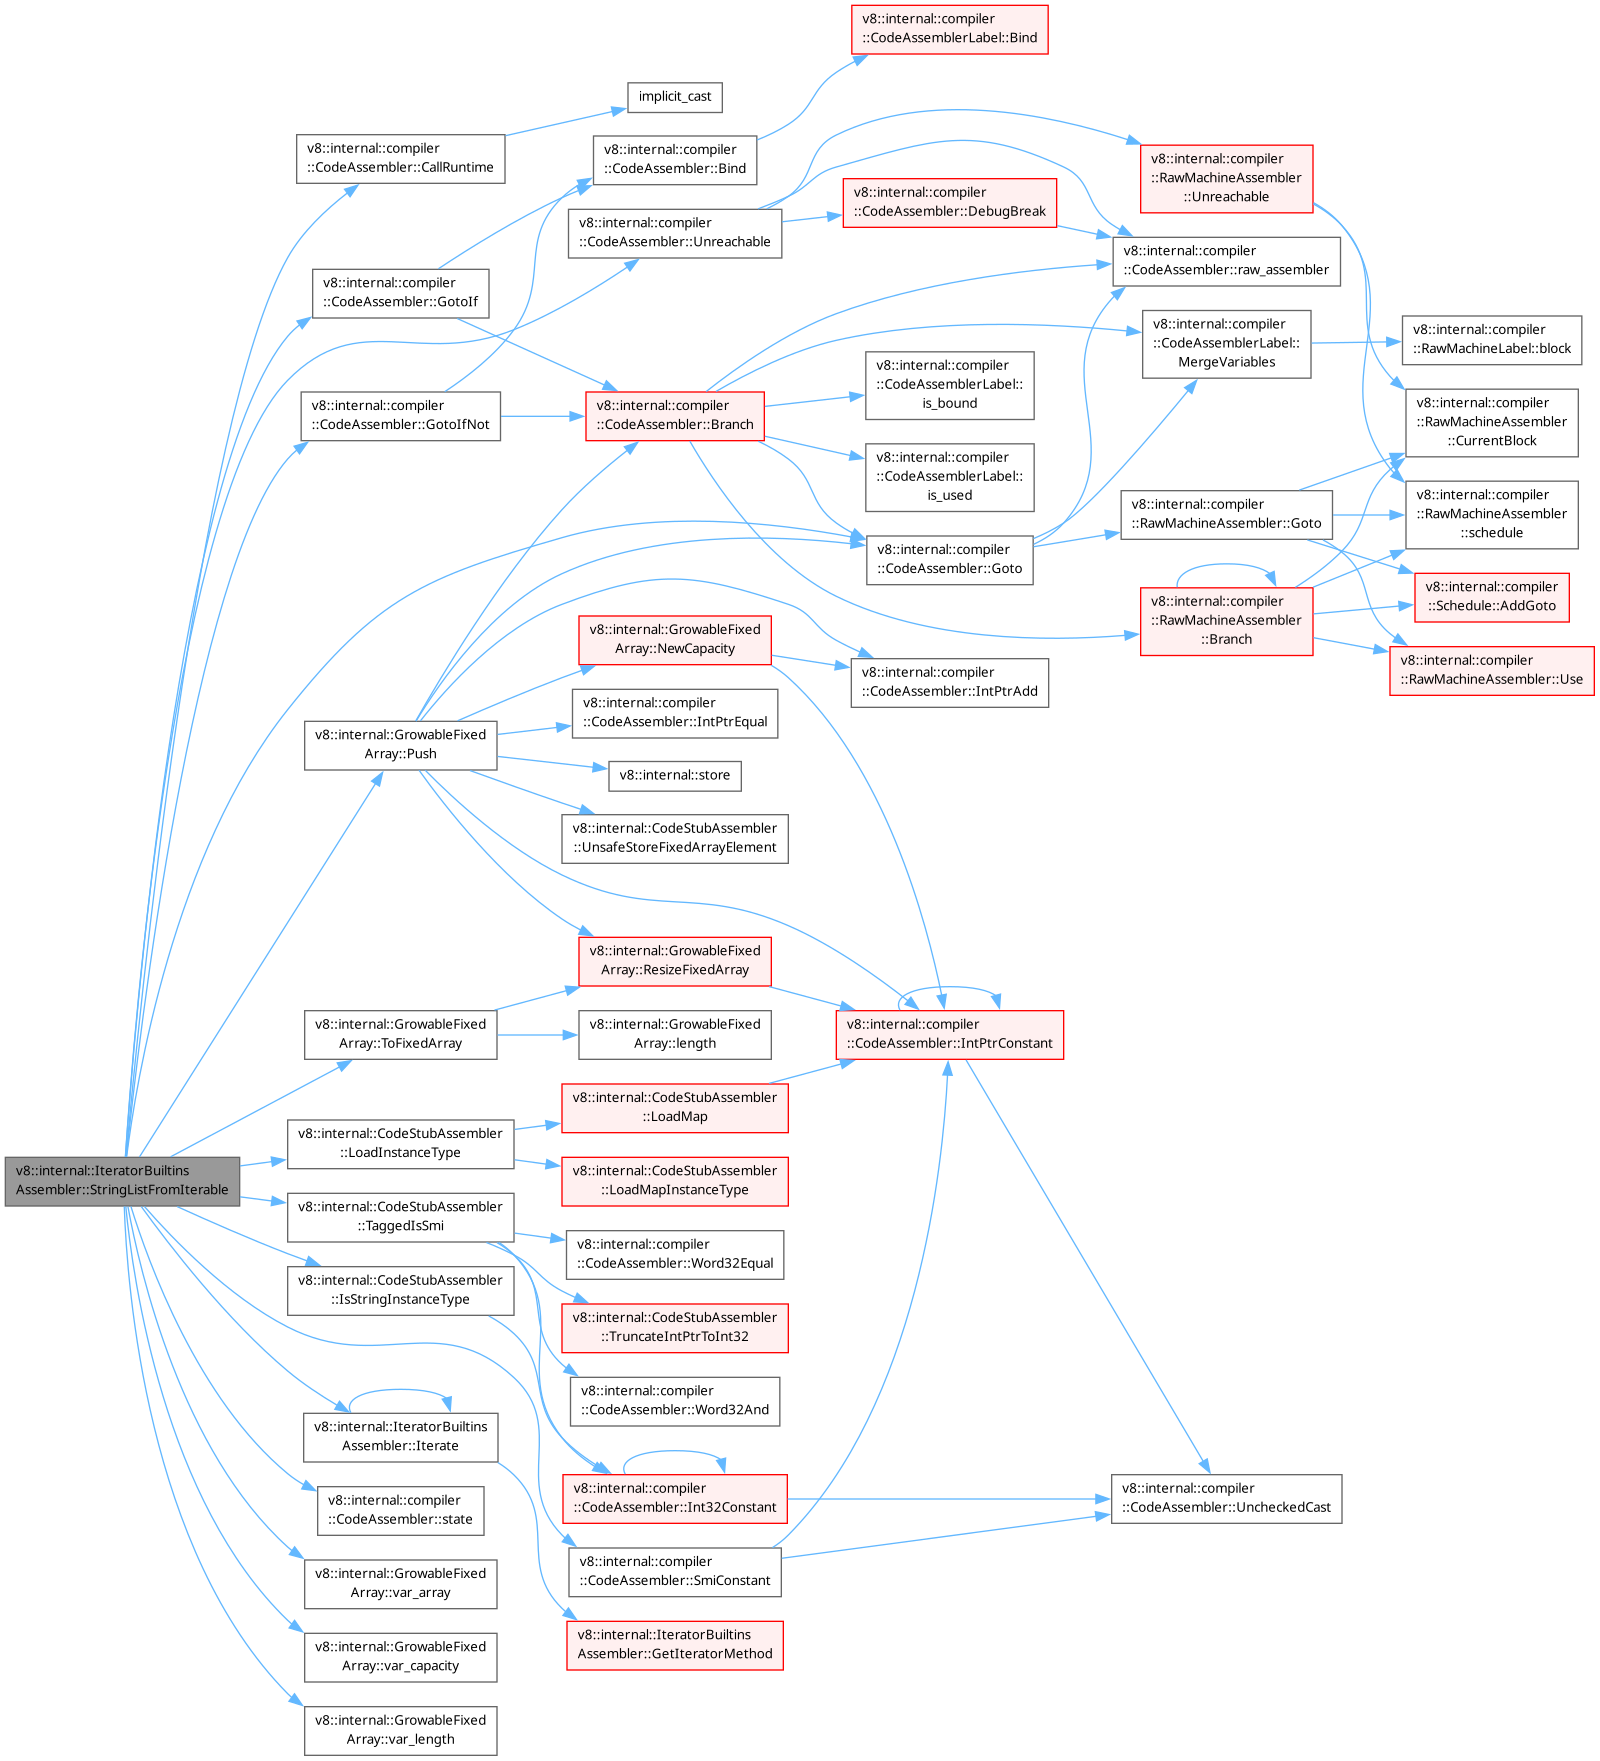 v8::internal::IteratorBuiltins
Assembler::StringListFromIterable
v8::internal::compiler
::CodeAssembler::CallRuntime
implicit_cast
v8::internal::compiler
::CodeAssembler::GotoIf
v8::internal::compiler
::CodeAssembler::Bind
v8::internal::compiler
::CodeAssemblerLabel::Bind
v8::internal::compiler
::CodeAssembler::Unreachable
v8::internal::compiler
::CodeAssembler::DebugBreak
v8::internal::compiler
::RawMachineAssembler
::Unreachable
v8::internal::compiler
::CodeAssembler::raw_assembler
v8::internal::compiler
::CodeAssembler::GotoIfNot
v8::internal::compiler
::CodeAssembler::Branch
v8::internal::compiler
::CodeAssemblerLabel::
MergeVariables
v8::internal::compiler
::RawMachineLabel::block
v8::internal::compiler
::CodeAssemblerLabel::
is_bound
v8::internal::compiler
::CodeAssemblerLabel::
is_used
v8::internal::compiler
::RawMachineAssembler
::CurrentBlock
v8::internal::compiler
::RawMachineAssembler
::schedule
v8::internal::compiler
::RawMachineAssembler::Goto
v8::internal::compiler
::CodeAssembler::Goto
v8::internal::compiler
::RawMachineAssembler
::Branch
v8::internal::compiler
::Schedule::AddGoto
v8::internal::compiler
::RawMachineAssembler::Use
v8::internal::GrowableFixed
Array::Push
v8::internal::GrowableFixed
Array::NewCapacity
v8::internal::compiler
::CodeAssembler::IntPtrAdd
v8::internal::compiler
::CodeAssembler::IntPtrEqual
v8::internal::store
v8::internal::CodeStubAssembler
::UnsafeStoreFixedArrayElement
v8::internal::GrowableFixed
Array::ResizeFixedArray
v8::internal::GrowableFixed
Array::ToFixedArray
v8::internal::GrowableFixed
Array::length
v8::internal::compiler
::CodeAssembler::IntPtrConstant
v8::internal::CodeStubAssembler
::LoadInstanceType
v8::internal::CodeStubAssembler
::LoadMap
v8::internal::CodeStubAssembler
::LoadMapInstanceType
v8::internal::CodeStubAssembler
::TaggedIsSmi
v8::internal::compiler
::CodeAssembler::Word32Equal
v8::internal::CodeStubAssembler
::IsStringInstanceType
v8::internal::CodeStubAssembler
::TruncateIntPtrToInt32
v8::internal::compiler
::CodeAssembler::Word32And
v8::internal::IteratorBuiltins
Assembler::Iterate
v8::internal::compiler
::CodeAssembler::Int32Constant
v8::internal::compiler
::CodeAssembler::UncheckedCast
v8::internal::compiler
::CodeAssembler::state
v8::internal::compiler
::CodeAssembler::SmiConstant
v8::internal::GrowableFixed
Array::var_array
v8::internal::IteratorBuiltins
Assembler::GetIteratorMethod
v8::internal::GrowableFixed
Array::var_capacity
v8::internal::GrowableFixed
Array::var_length